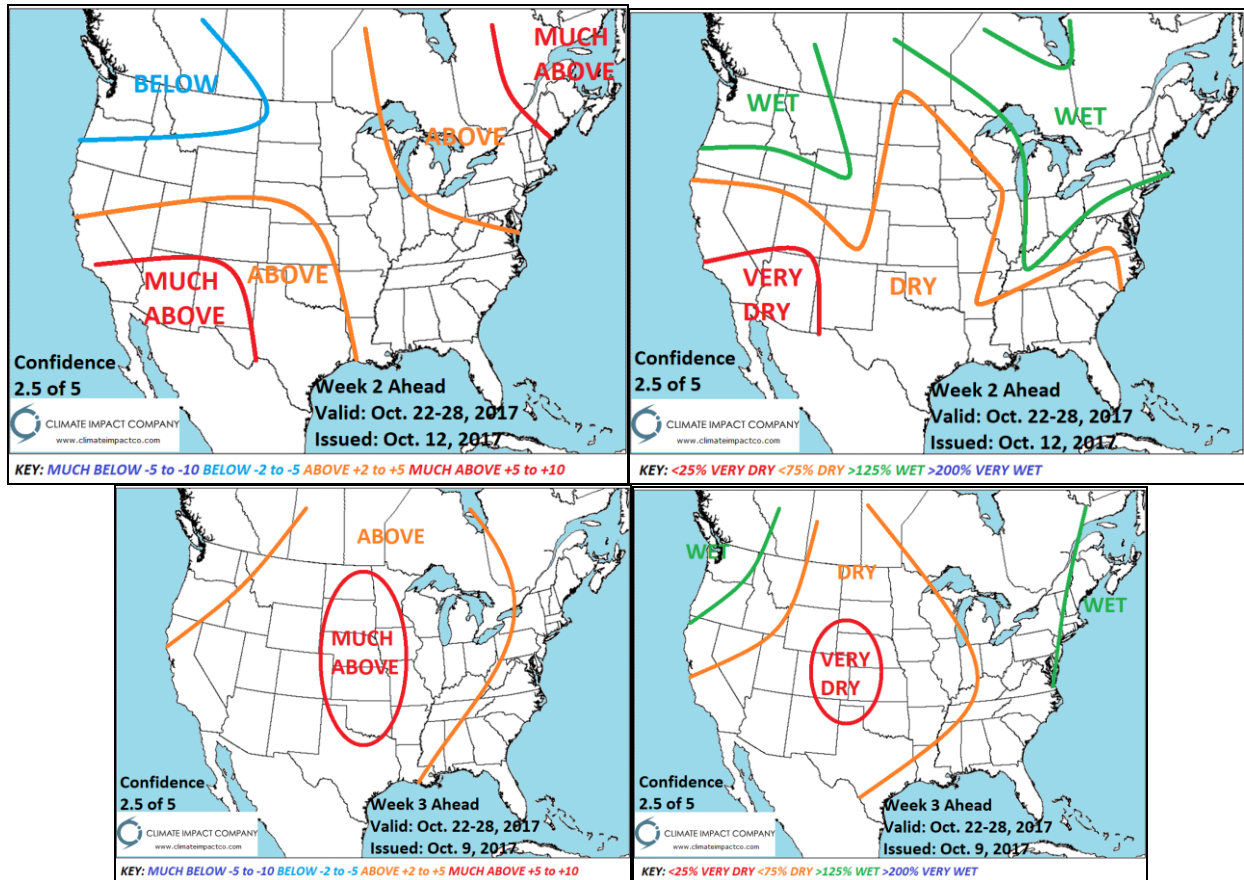 BELOW
MUCH
ABOVE
ABOVE
MUCH
ABOVE
ABOVE
Confidence
2.5 of 5
CLIMATE IMPACT COMPANY
www.climateimpactco.com
Week 2 Ahead
Valid: Oct. 22-28, 2017
Issued: Oct. 12, 2017
KEY: MUCH BELOW -5 to -10 BELOW -2 to -5 ABOVE +2 to +5 MUCH ABOVE +5 to +10
WET
WET
VERY
DRY
DRY
Confidence
2.5 of 5
CLIMATE IMPACT COMPANY
www.climateimpactco.com
Week 2 Ahead
Valid: Oct. 22-28, 2017
Issued: Oct. 12, 2017
KEY: <25% VERY DRY <75% DRY >125% WET >200% VERY WET
ABOVE
MUCH
ABOVE
Confidence
2.5 of 5
CLIMATE IMPACT COMPANY
www.climateimpactco.com
Week 3 Ahead
Valid: Oct. 22-28, 2017
Issued: Oct. 9, 2017
KEY: MUCH BELOW -5 to -10 BELOW -2 to -5 ABOVE +2 to +5 MUCH ABOVE +5 to +10
WET
DRY
WET
VERY
DRY
Confidence
2.5 of 5
CLIMATE IMPACT COMPANY
www.climateimpactco.com
Week 3 Ahead
Valid: Oct. 22-28, 2017
Issued: Oct. 9, 2017
KEY: <25% VERY DRY <75% DRY >125% WET >200% VERY WET